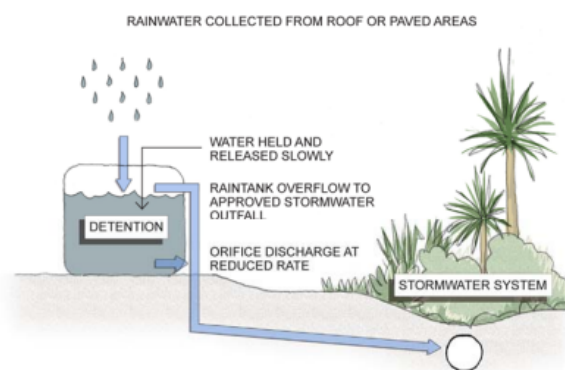 RAINWATER COLLECTED FROM ROOF OR PAVED AREAS
WATER HELD AND
RELEASED SLOWLY
RAINTANK OVERFLOW TO
APPROVED STORMWATER
OUTFALL
DETENTION
ORIFICE DISCHARGE AT
REDUCED RATE
STORMWATER SYSTEM